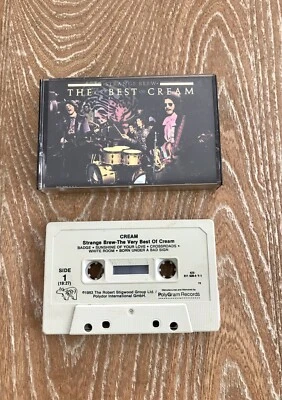 STRANGE BREW
THE BEST CREAM
CREAM
Strange Brew-The Very Best Of Cream
BADGE • SUNSHINE OF YOUR LOVE • CROSSROADS •
WHITE ROOM • BORN UNDER A BAD SIGN
SIDE
1
(19:27)
℗1983 The Robert Stigwood Group Ltd.
Polydor International GmbH.
PolyGram Records